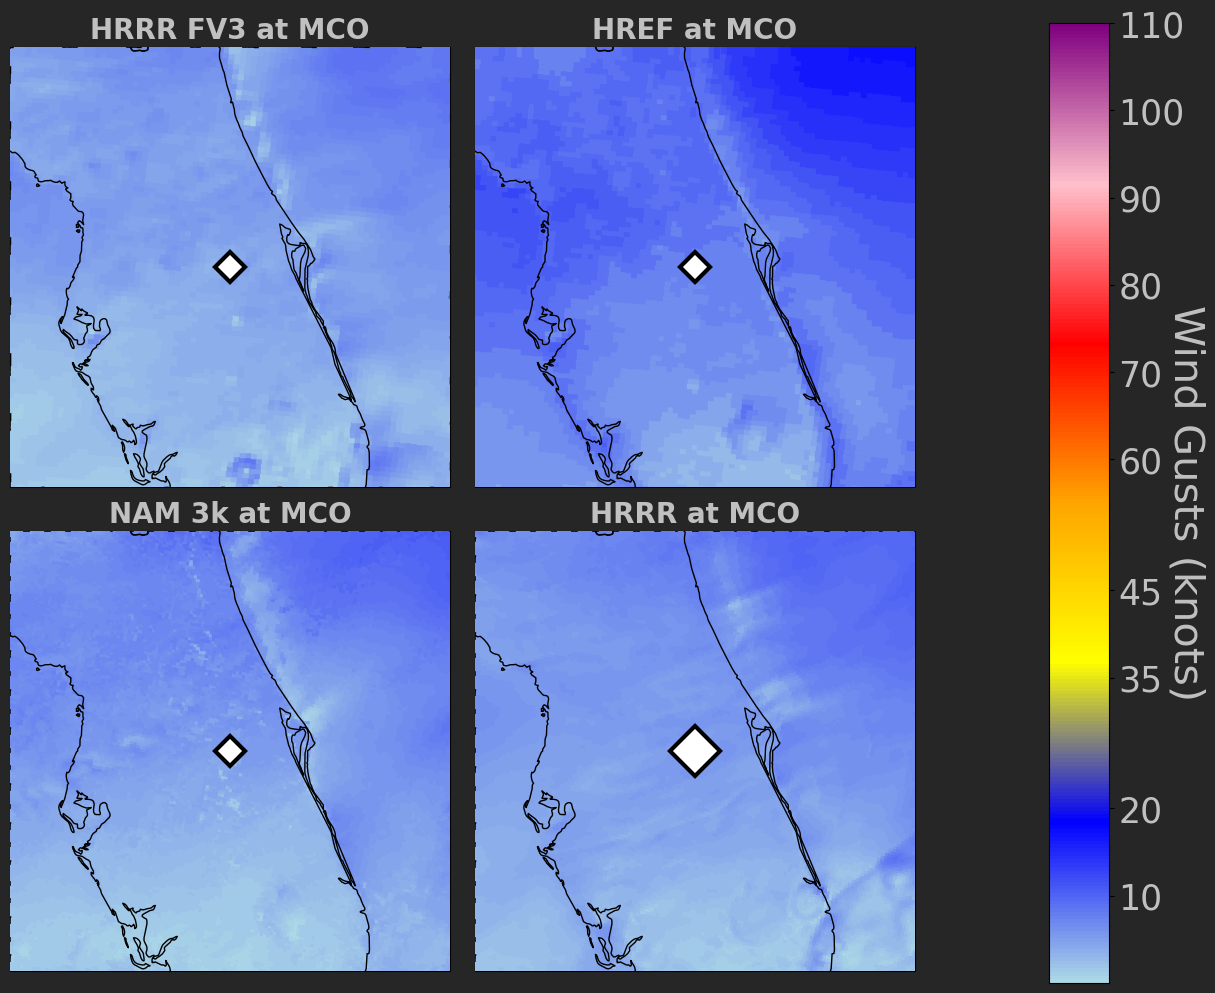 HRRR FV3 at MCO
HREF at MCO
NAM 3k at MCO
HRRR at MCO
110
100
90
80
70
60
45
35
20
10
Wind Gusts (knots)